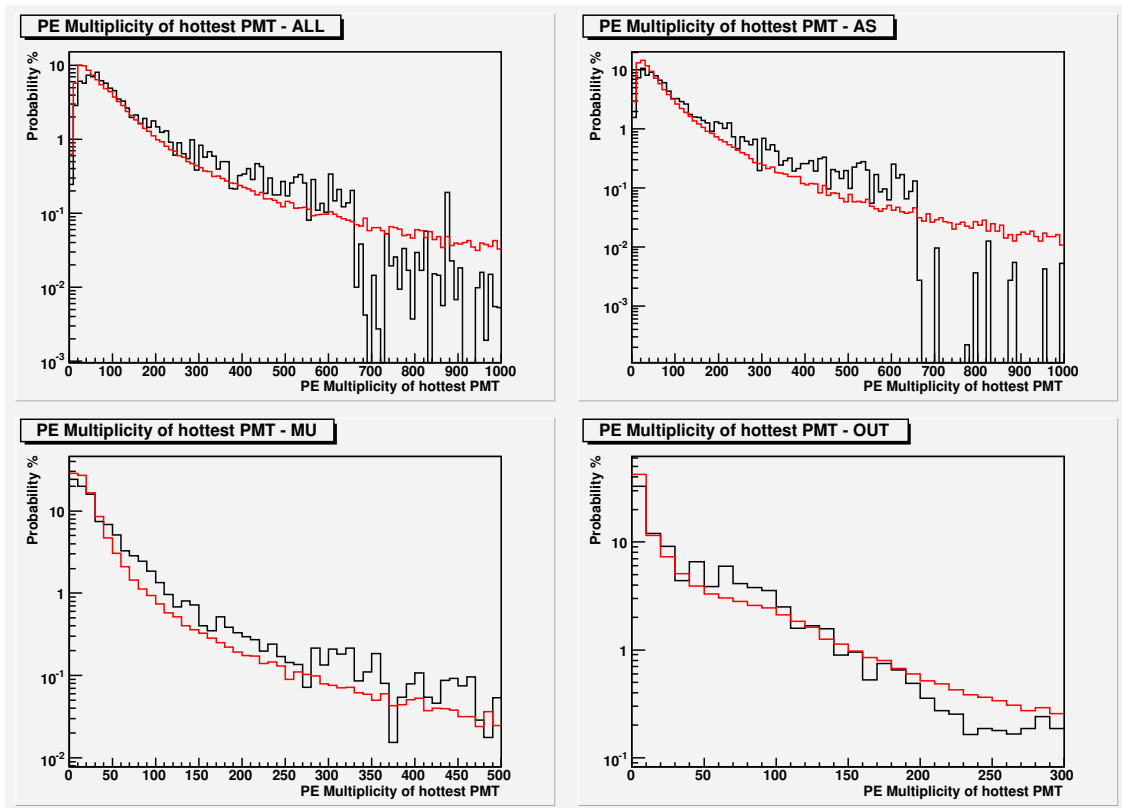 PE Multiplicity of hottest PMT - ALL
Probability %
10
1
10^-1
10^-2
10^-3
0 100 200 300 400 500 600 700 800 900 1000
PE Multiplicity of hottest PMT
PE Multiplicity of hottest PMT - AS
Probability %
10
1
10^-1
10^-2
10^-3
0 100 200 300 400 500 600 700 800 900 1000
PE Multiplicity of hottest PMT
PE Multiplicity of hottest PMT - MU
Probability %
10
1
10^-1
10^-2
0 50 100 150 200 250 300 350 400 450 500
PE Multiplicity of hottest PMT
PE Multiplicity of hottest PMT - OUT
Probability %
10
1
10^-1
0 50 100 150 200 250 300
PE Multiplicity of hottest PMT